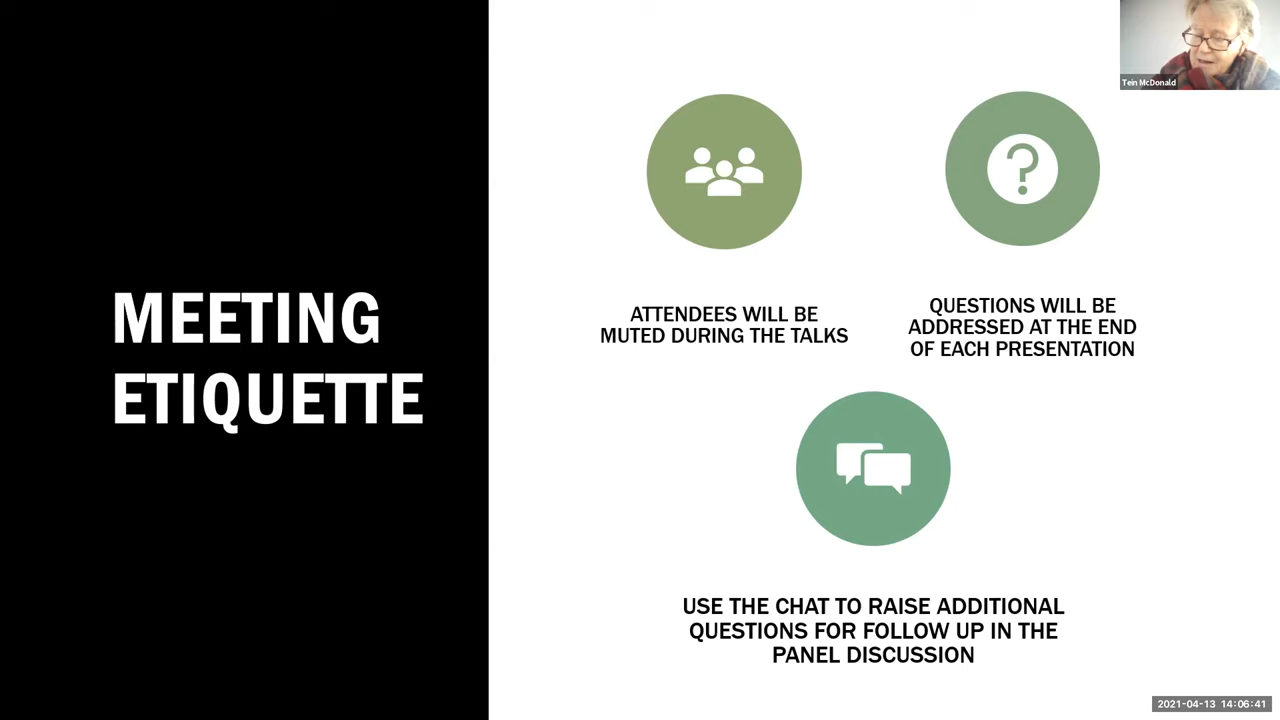 Tein McDonald
MEETING
ETIQUETTE
ATTENDEES WILL BE
MUTED DURING THE TALKS
QUESTIONS WILL BE
ADDRESSED AT THE END
OF EACH PRESENTATION
USE THE CHAT TO RAISE ADDITIONAL
QUESTIONS FOR FOLLOW UP IN THE
PANEL DISCUSSION
2021-04-13 14:06:41